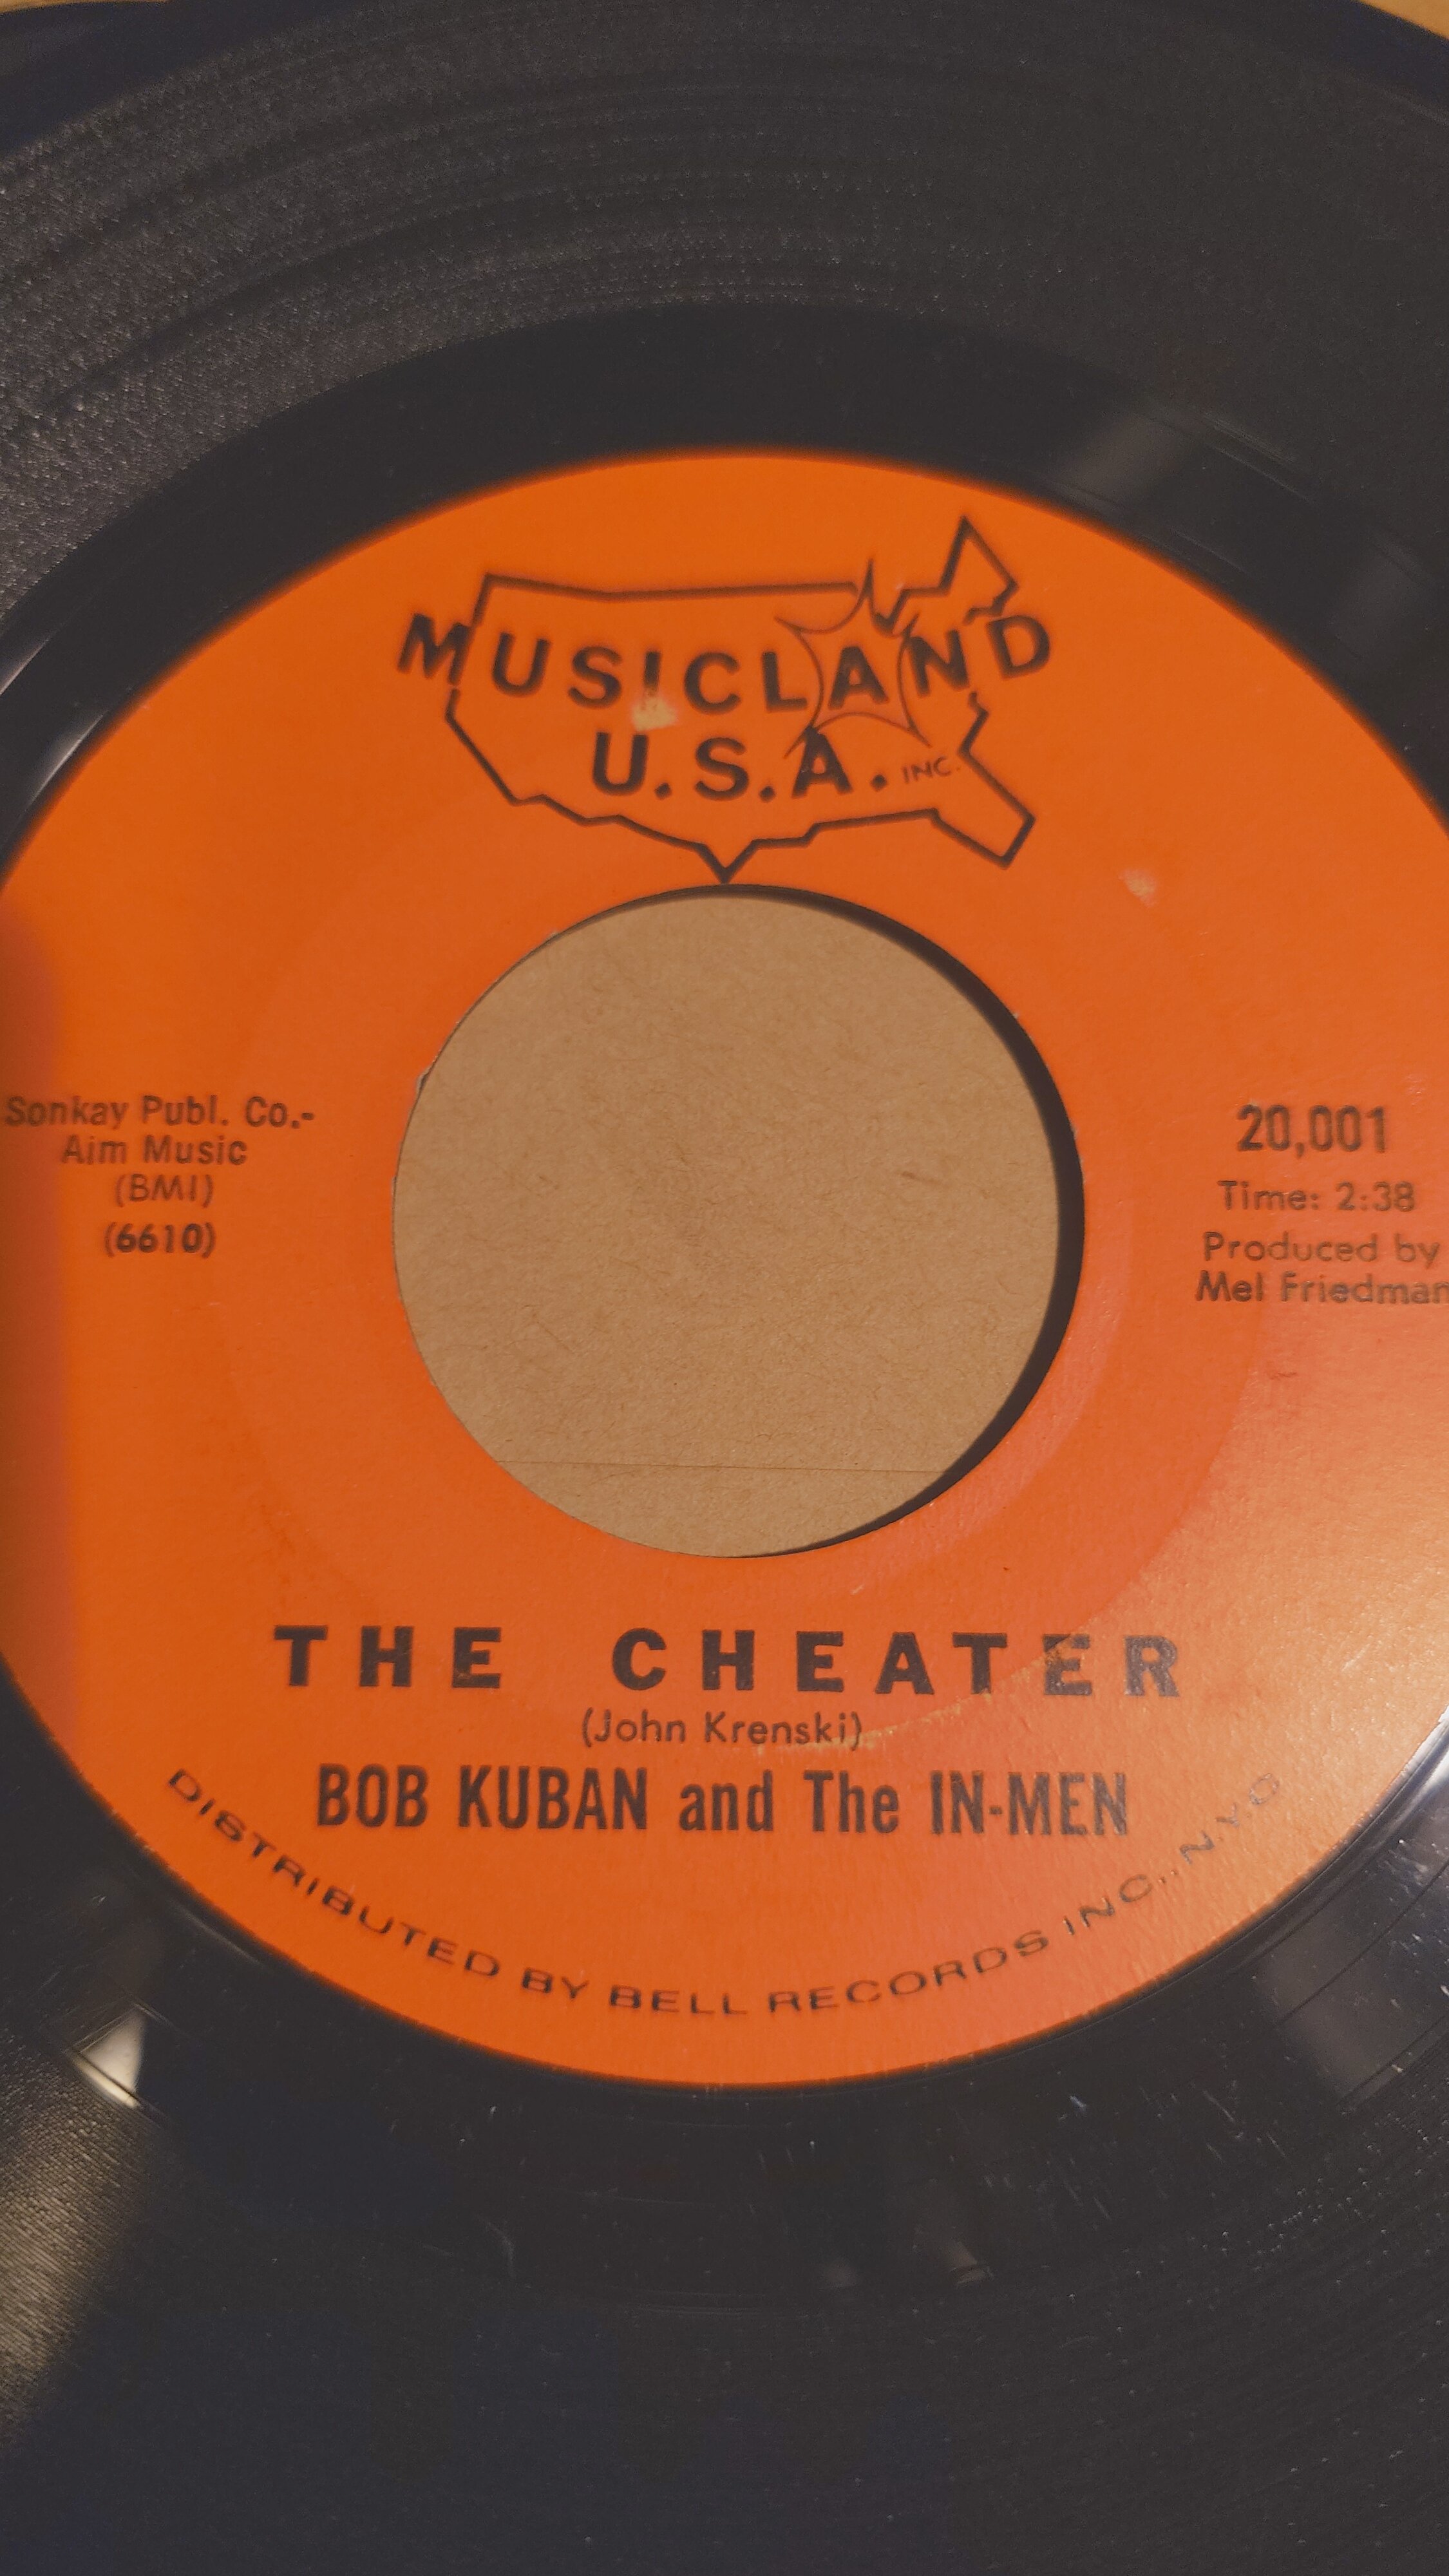 MUSICLAND
U.S.A. INC.
Sonkay Publ. Co.-
Aim Music
(BMI)
(6610)
20,001
Time: 2:38
Produced by
Mel Friedman
THE CHEATER
(John Krenski)
BOB KUBAN and The IN-MEN
DISTRIBUTED BY BELL RECORDS INC., N.Y.C